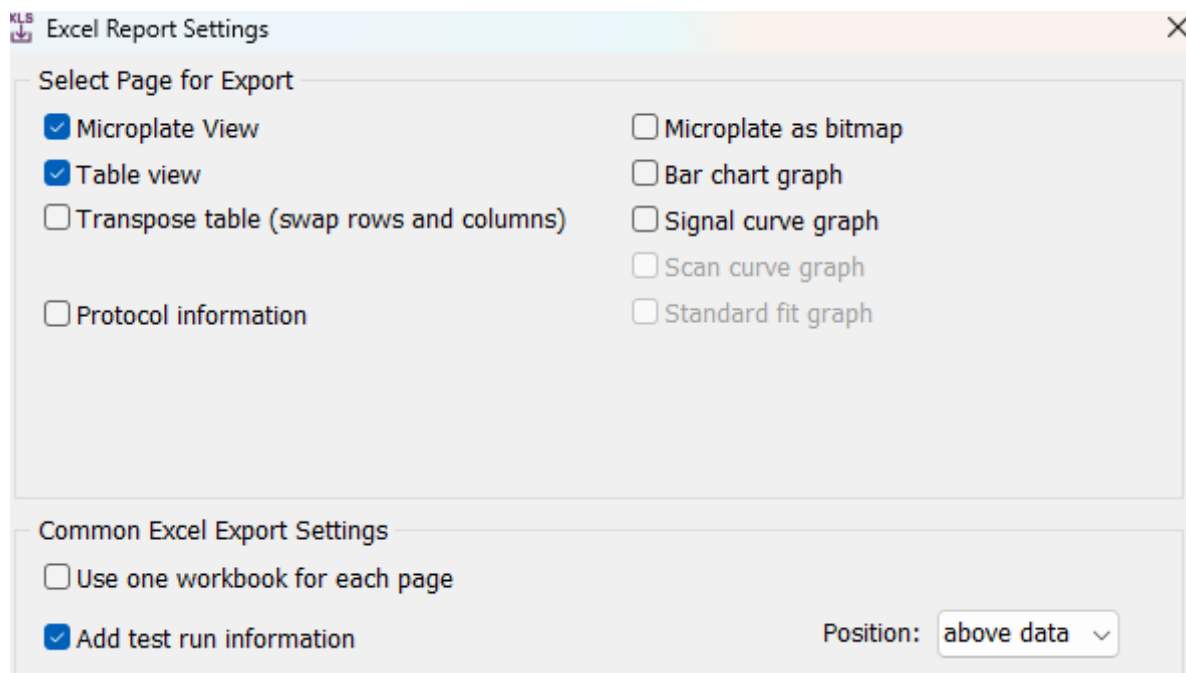 XLS
Excel Report Settings
Select Page for Export
Microplate View
Microplate as bitmap
Table view
Bar chart graph
Transpose table (swap rows and columns)
Signal curve graph
Scan curve graph
Protocol information
Standard fit graph
Common Excel Export Settings
Use one workbook for each page
Add test run information
Position: above data